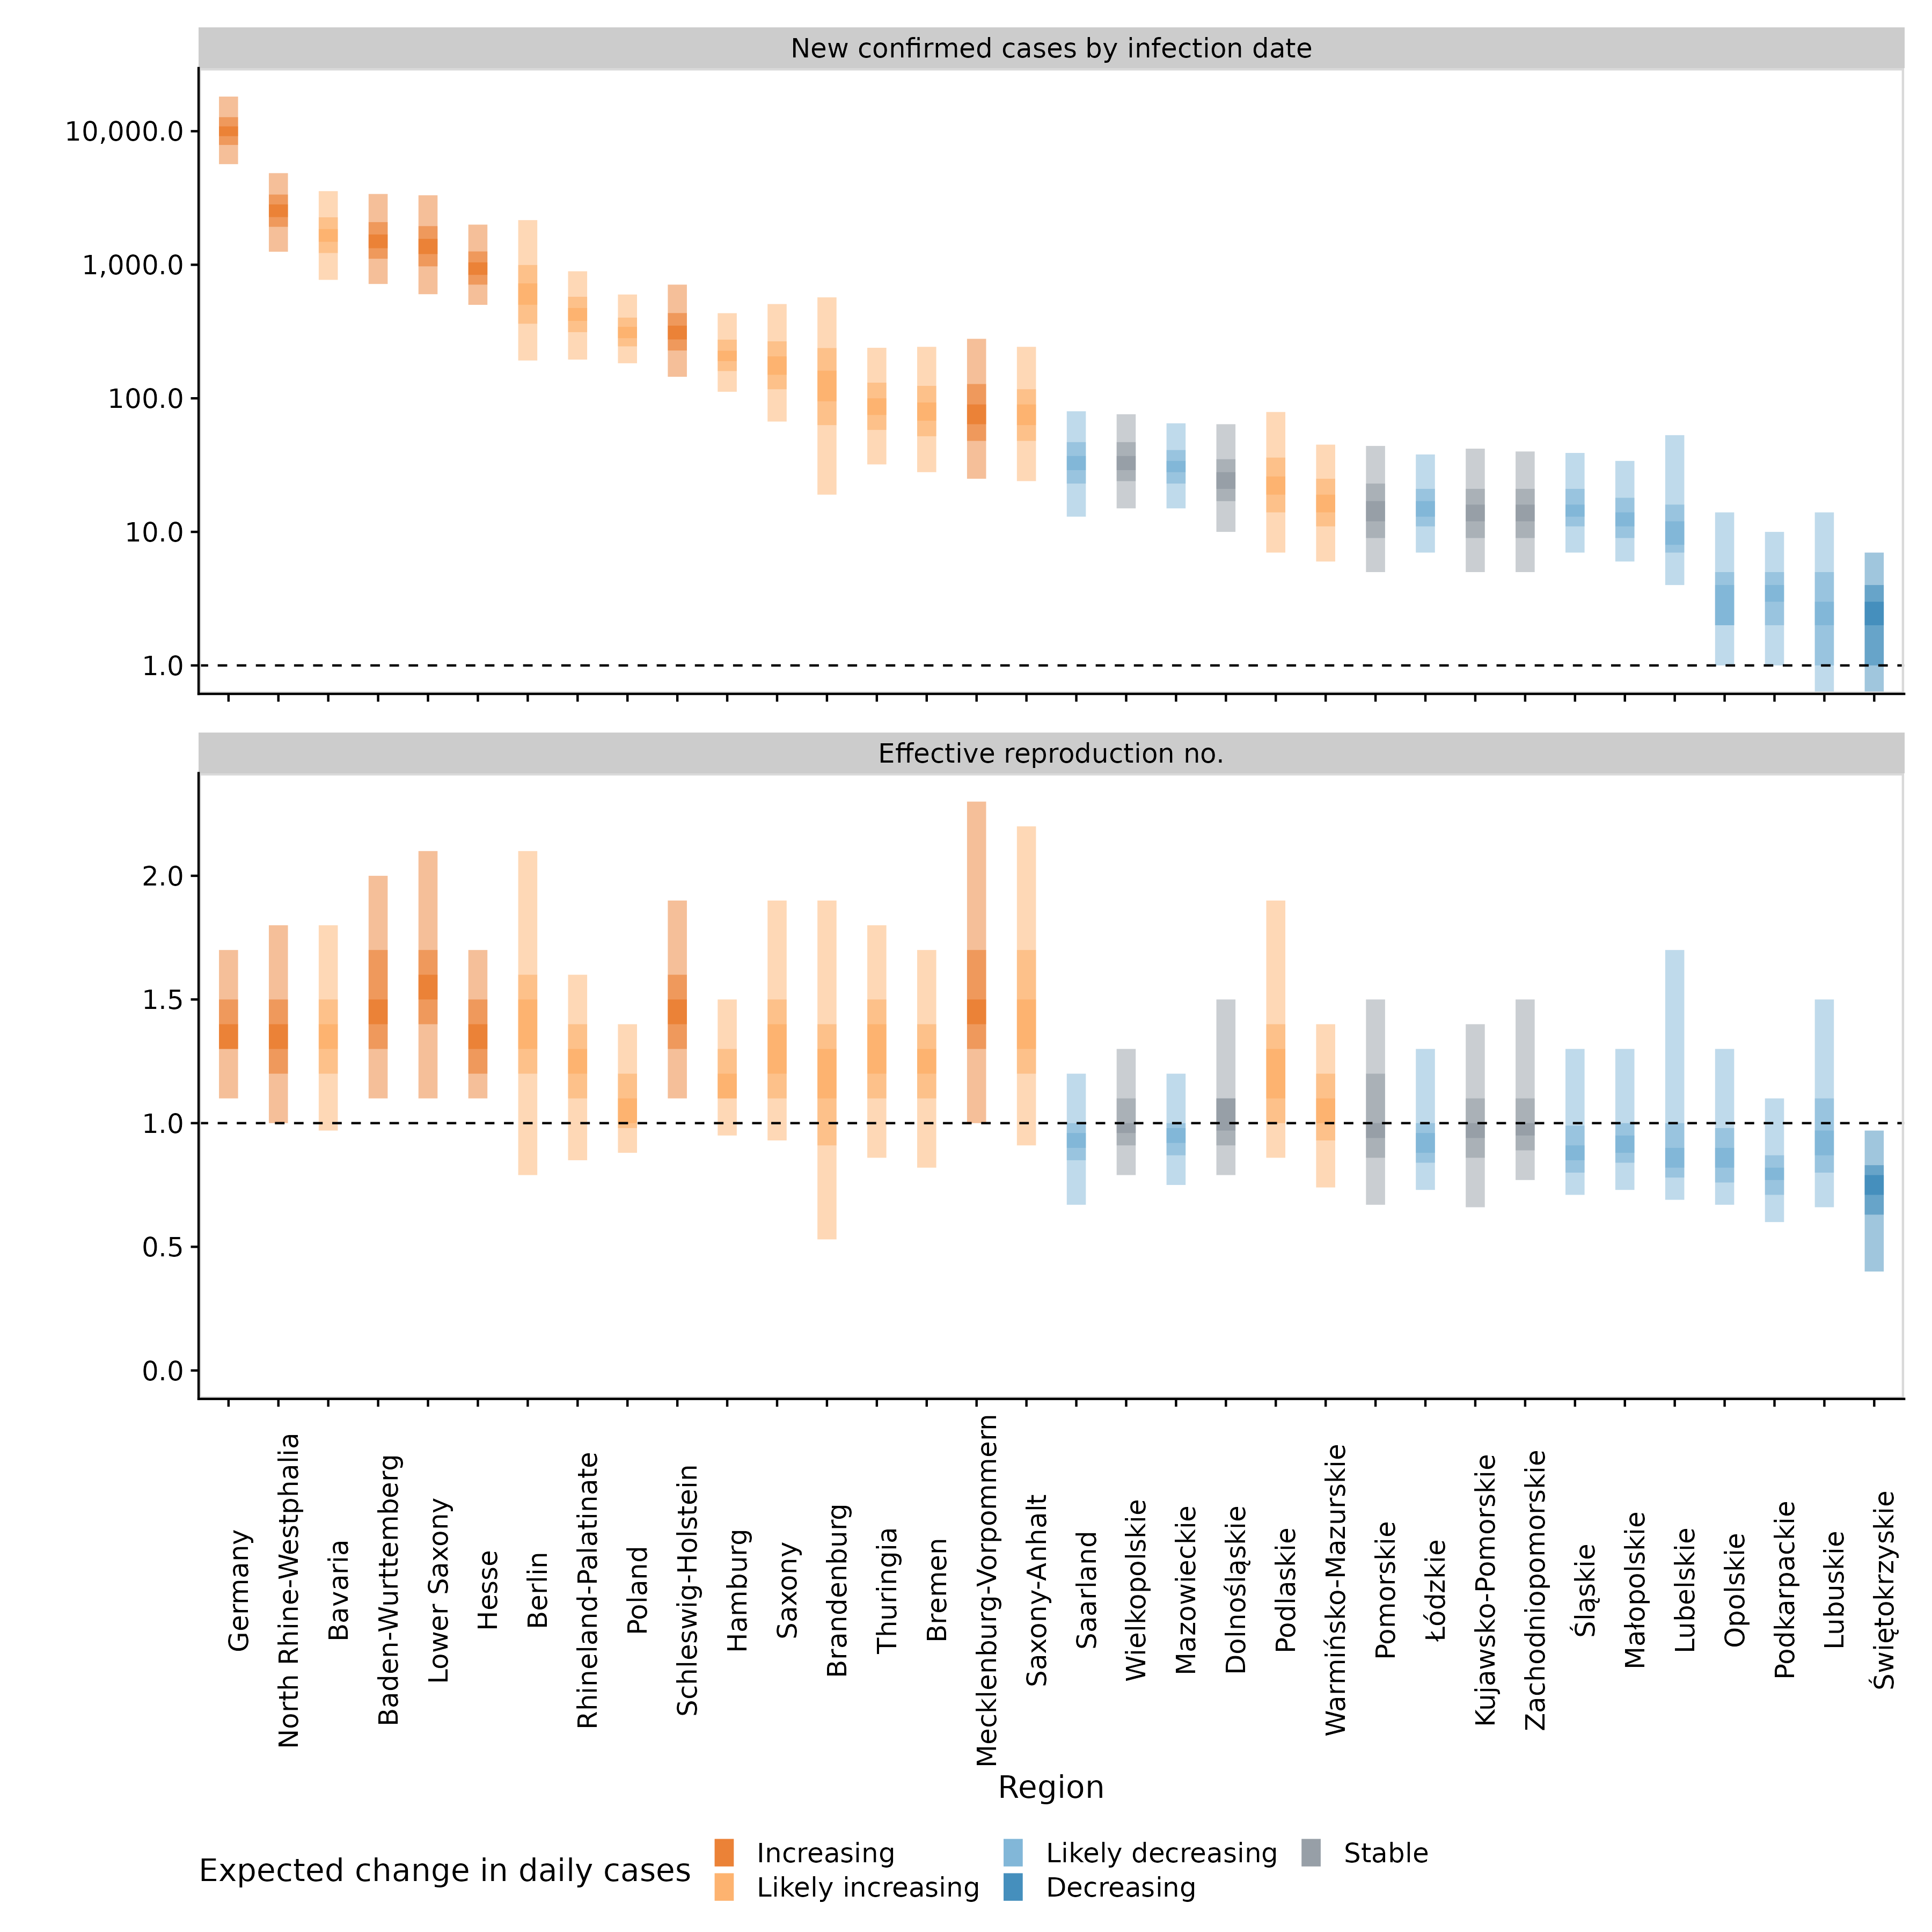 New confirmed cases by infection date
10,000.0
1,000.0
100.0
10.0
1.0
Effective reproduction no.
2.0
1.5
1.0
0.5
0.0
Germany
North Rhine-Westphalia
Bavaria
Baden-Wurttemberg
Lower Saxony
Hesse
Berlin
Rhineland-Palatinate
Poland
Schleswig-Holstein
Hamburg
Saxony
Brandenburg
Thuringia
Bremen
Mecklenburg-Vorpommern
Saxony-Anhalt
Saarland
Wielkopolskie
Mazowieckie
Dolnośląskie
Podlaskie
Warmińsko-Mazurskie
Pomorskie
Łódzkie
Kujawsko-Pomorskie
Zachodniopomorskie
Śląskie
Małopolskie
Lubelskie
Opolskie
Podkarpackie
Lubuskie
Świętokrzyskie
Region
Expected change in daily cases
Increasing
Likely increasing
Likely decreasing
Decreasing
Stable